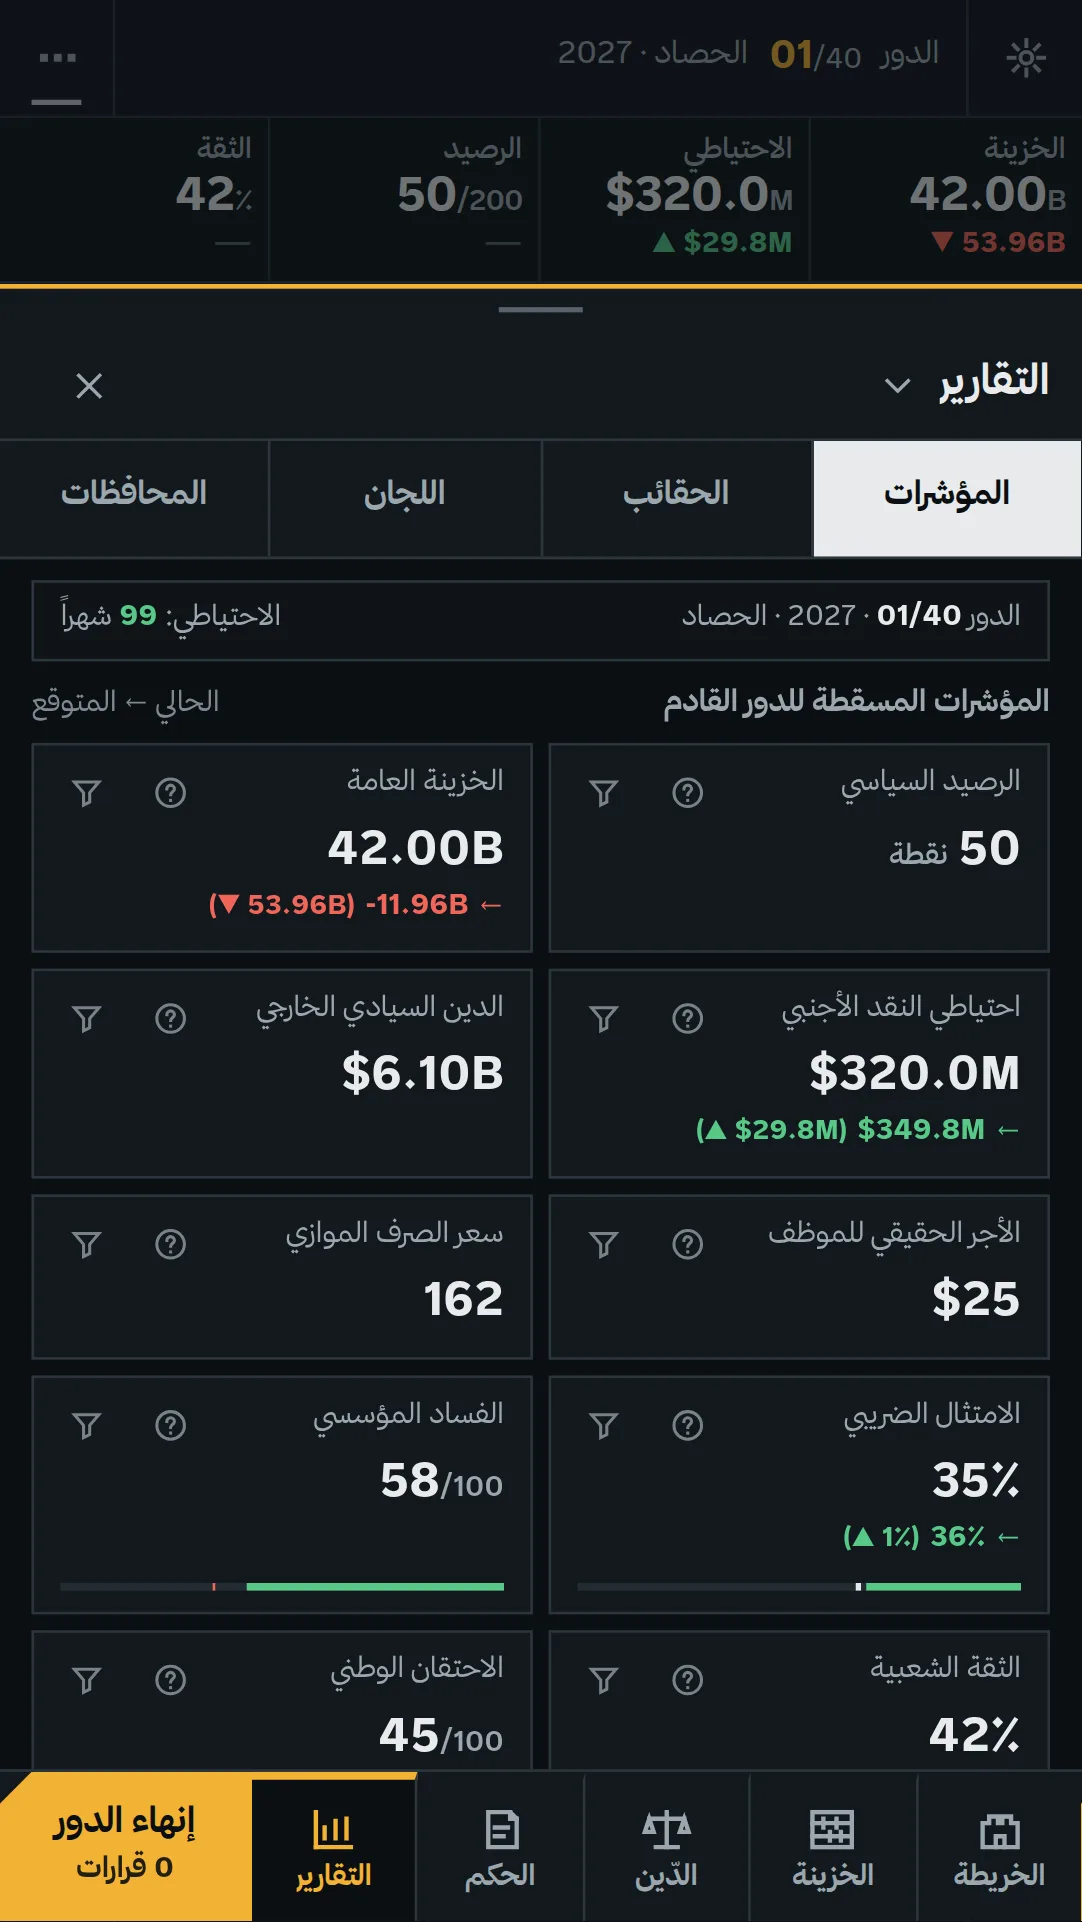 الدور 01/40 الحصاد · 2027
...
الخزينة
42.00B
▼ 53.96B
الاحتياطي
$320.0M
▲ $29.8M
الرصيد
50/200
—
الثقة
42٪
—
التقارير
المؤشرات
الحقائب
اللجان
المحافظات
الدور 01/40 · 2027 · الحصاد
الاحتياطي: 99 شهراً
المؤشرات المسقطة للدور القادم
الحالي ← المتوقع
الرصيد السياسي
50 نقطة
الخزينة العامة
42.00B
← -11.96B (▼ 53.96B)
احتياطي النقد الأجنبي
$320.0M
← $349.8M (▲ $29.8M)
الدين السيادي الخارجي
$6.10B
الأجر الحقيقي للموظف
$25
سعر الصرف الموازي
162
الامتثال الضريبي
35٪
← 36٪ (▲ 1٪)
الفساد المؤسسي
58/100
الثقة الشعبية
42٪
الاحتقان الوطني
45/100
الخريطة
الخزينة
الدّين
الحكم
التقارير
إنهاء الدور
0 قرارات